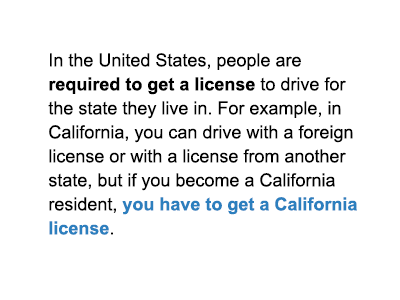 In the United States, people are
required to get a license to drive for
the state they live in. For example, in
California, you can drive with a foreign
license or with a license from another
state, but if you become a California
resident, you have to get a California
license.